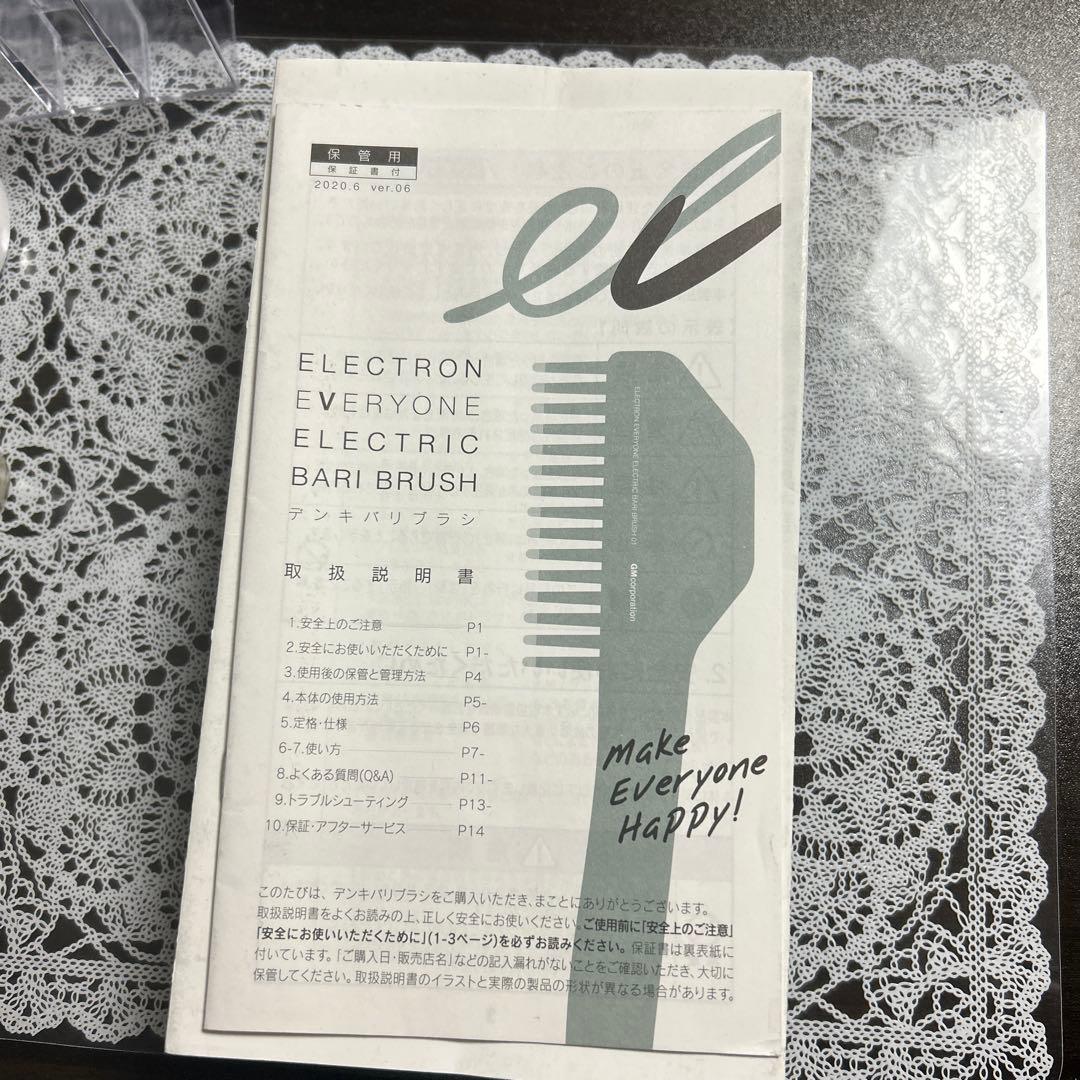 保管用
保証書付
2020.6 ver.06
el
ELECTRON
EVERYONE
ELECTRIC
BARI BRUSH
デンキバリブラシ
取扱説明書
1.安全上のご注意 P1
2.安全にお使いいただくために P1-
3.使用後の保管と管理方法 P4
4.本体の使用方法 P5-
5.定格・仕様 P6
6-7.使い方 P7-
8.よくある質問(Q&A) P11-
9.トラブルシューティング P13-
10.保証・アフターサービス P14
ELECTRON EVERYONE ELECTRIC BARI BRUSH 01 GMcorporation
make
Everyone
Happy!
このたびは、デンキバリブラシをご購入いただき、まことにありがとうございます。
取扱説明書をよくお読みの上、正しく安全にお使いください。ご使用前に「安全上のご注意」
「安全にお使いいただくために」(1-3ページ)を必ずお読みください。保証書は裏表紙に
付いています。「ご購入日・販売店名」などの記入漏れがないことをご確認いただき、大切に
保管してください。取扱説明書のイラストと実際の製品の形状が異なる場合があります。